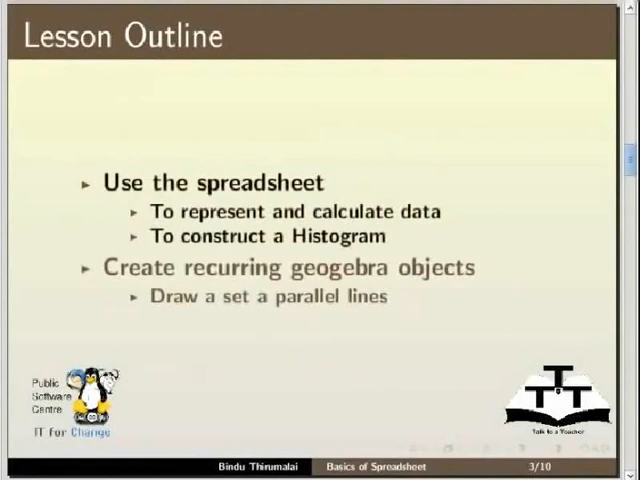 Lesson Outline
Use the spreadsheet
To represent and calculate data
To construct a Histogram
Create recurring geogebra objects
Draw a set a parallel lines
Public
Software
Centre
IT for Change
T T T
Talk to a Teacher
Bindu Thirumalai Basics of Spreadsheet 3/10